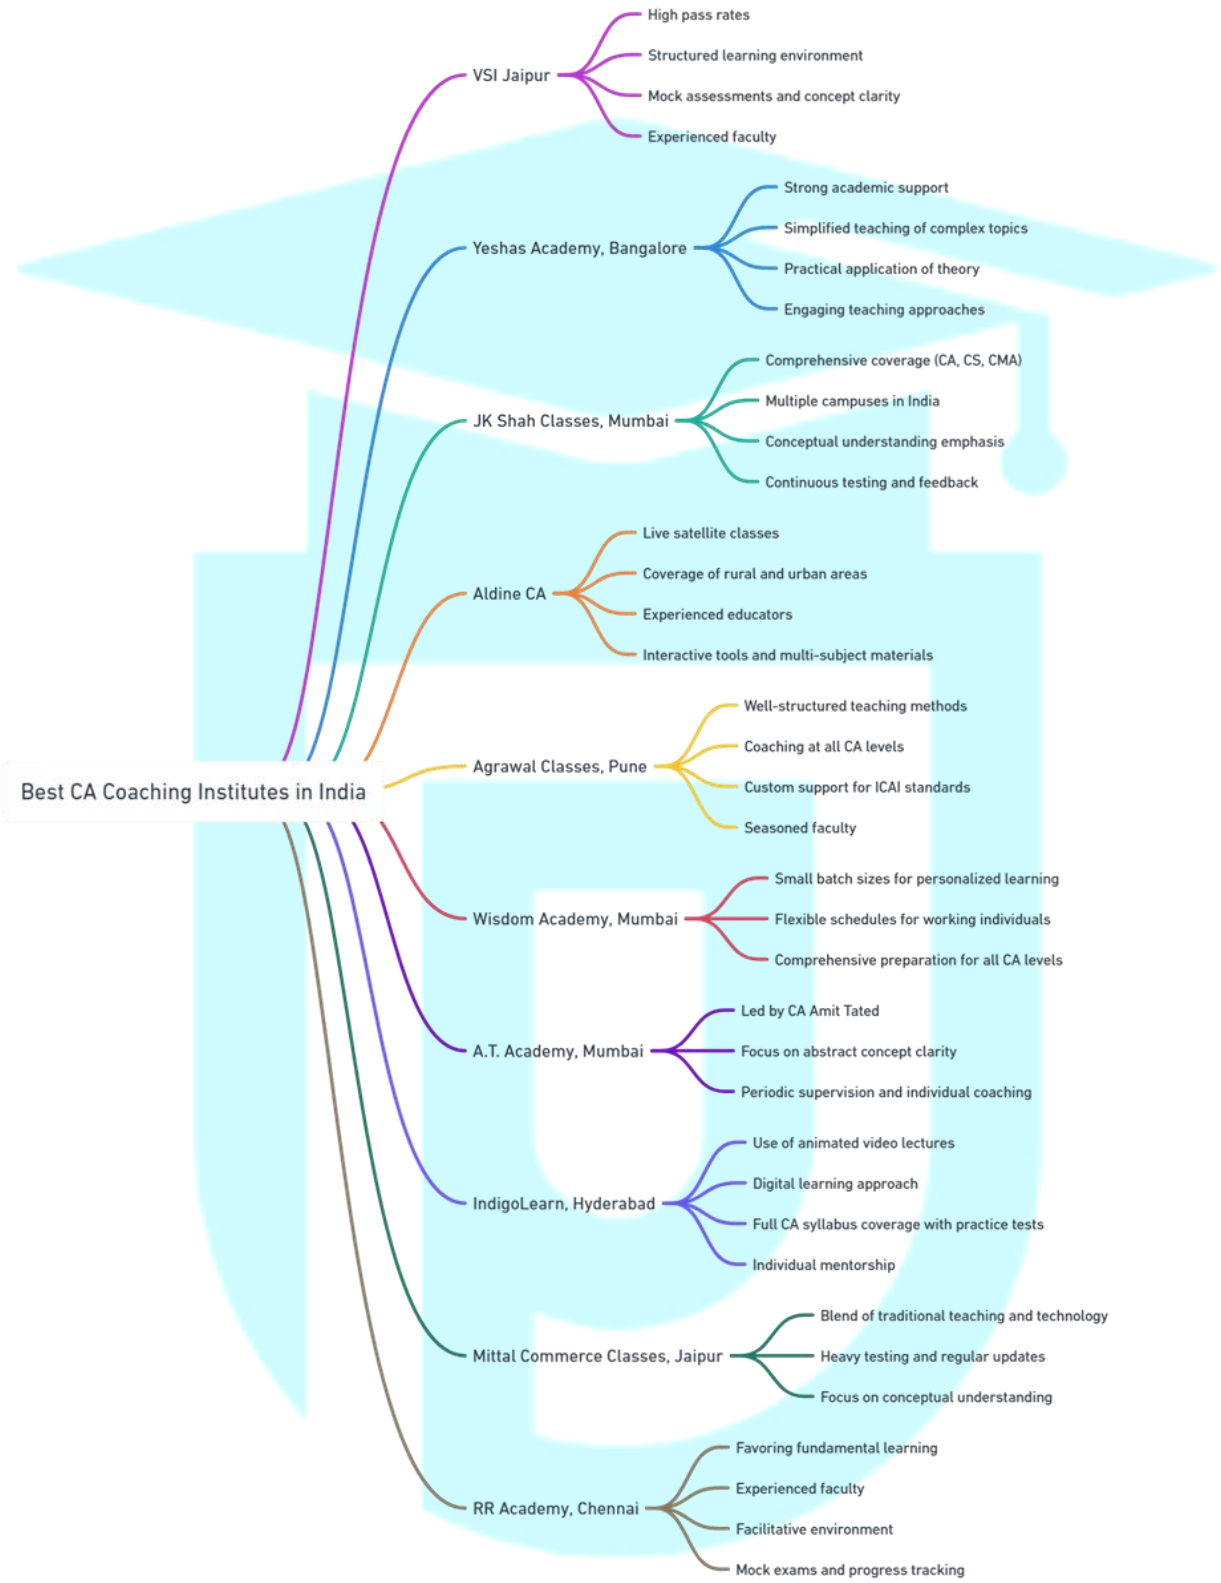 Best CA Coaching Institutes in India
VSI Jaipur
High pass rates
Structured learning environment
Mock assessments and concept clarity
Experienced faculty
Yeshas Academy, Bangalore
Strong academic support
Simplified teaching of complex topics
Practical application of theory
Engaging teaching approaches
JK Shah Classes, Mumbai
Comprehensive coverage (CA, CS, CMA)
Multiple campuses in India
Conceptual understanding emphasis
Continuous testing and feedback
Aldine CA
Live satellite classes
Coverage of rural and urban areas
Experienced educators
Interactive tools and multi-subject materials
Agrawal Classes, Pune
Well-structured teaching methods
Coaching at all CA levels
Custom support for ICAI standards
Seasoned faculty
Wisdom Academy, Mumbai
Small batch sizes for personalized learning
Flexible schedules for working individuals
Comprehensive preparation for all CA levels
A.T. Academy, Mumbai
Led by CA Amit Tated
Focus on abstract concept clarity
Periodic supervision and individual coaching
IndigoLearn, Hyderabad
Use of animated video lectures
Digital learning approach
Full CA syllabus coverage with practice tests
Individual mentorship
Mittal Commerce Classes, Jaipur
Blend of traditional teaching and technology
Heavy testing and regular updates
Focus on conceptual understanding
RR Academy, Chennai
Favoring fundamental learning
Experienced faculty
Facilitative environment
Mock exams and progress tracking